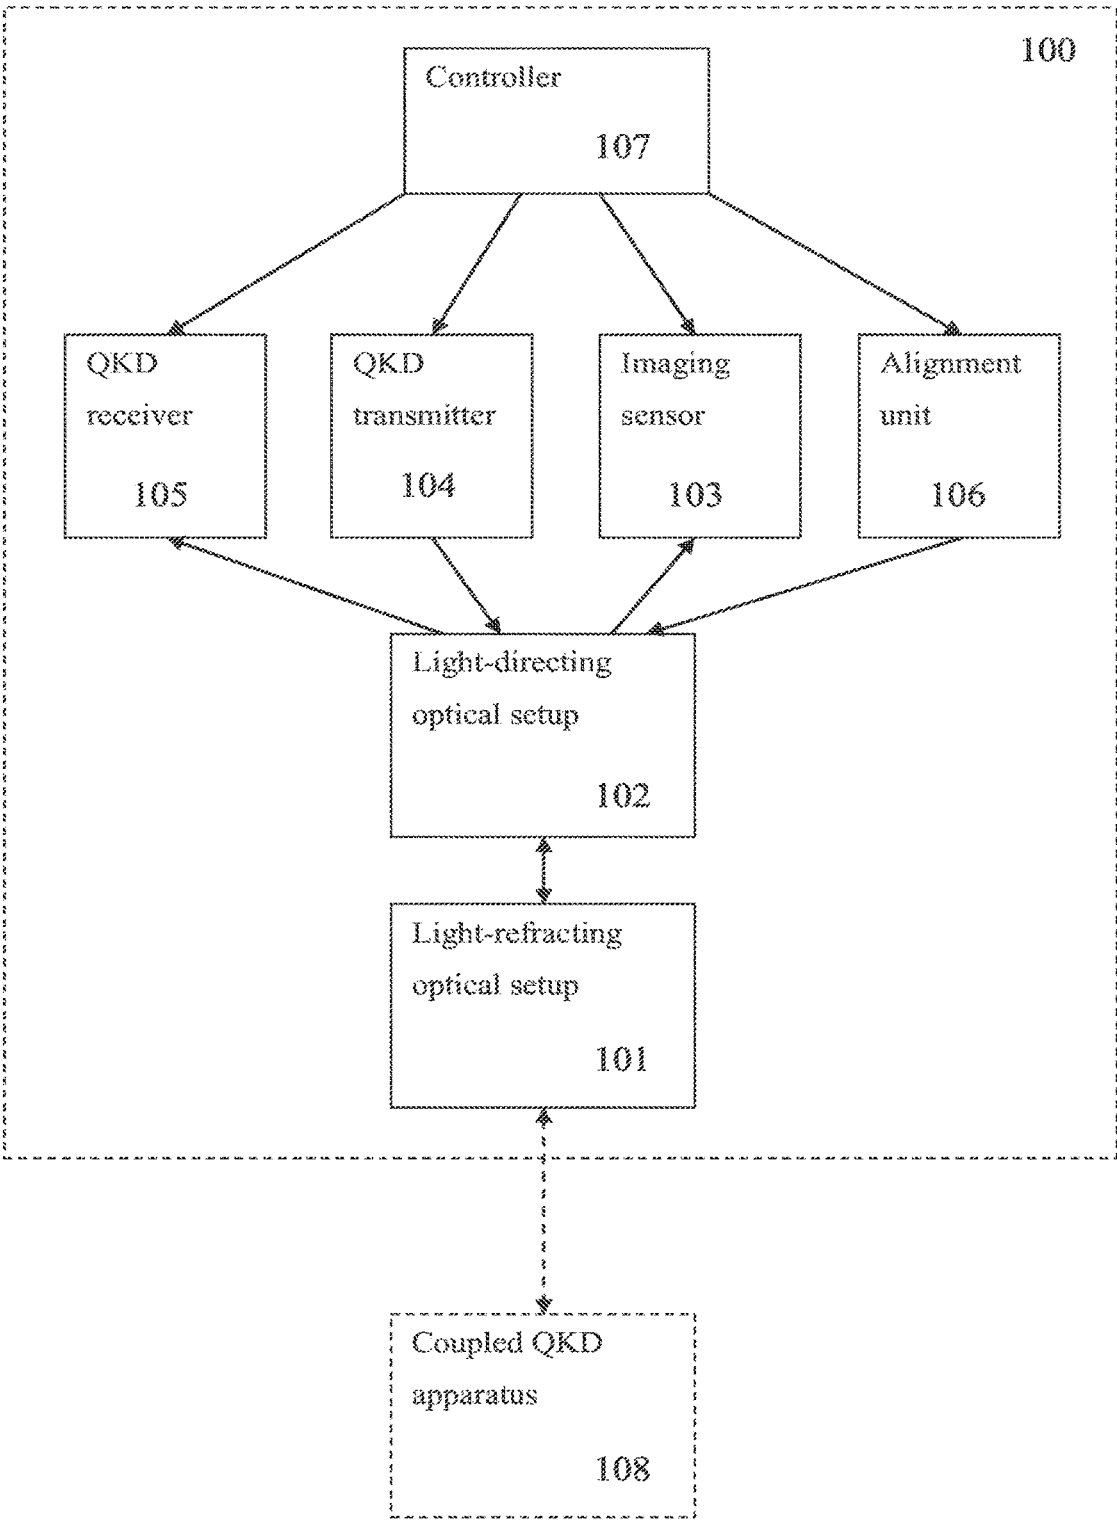 100
Controller
107
QKD
receiver
105
QKD
transmitter
104
Imaging
sensor
103
Alignment
unit
106
Light-directing
optical setup
102
Light-refracting
optical setup
101
Coupled QKD
apparatus
108